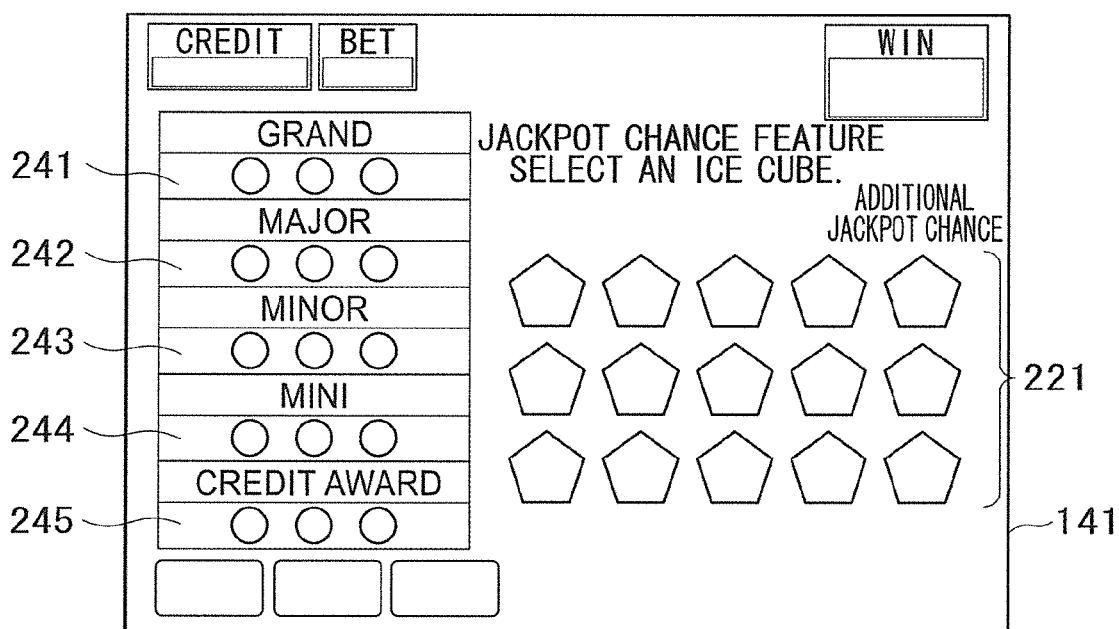 CREDIT
BET
WIN
GRAND
241
JACKPOT CHANCE FEATURE
SELECT AN ICE CUBE.
MAJOR
242
ADDITIONAL
JACKPOT CHANCE
MINOR
243
221
MINI
244
CREDIT AWARD
245
141